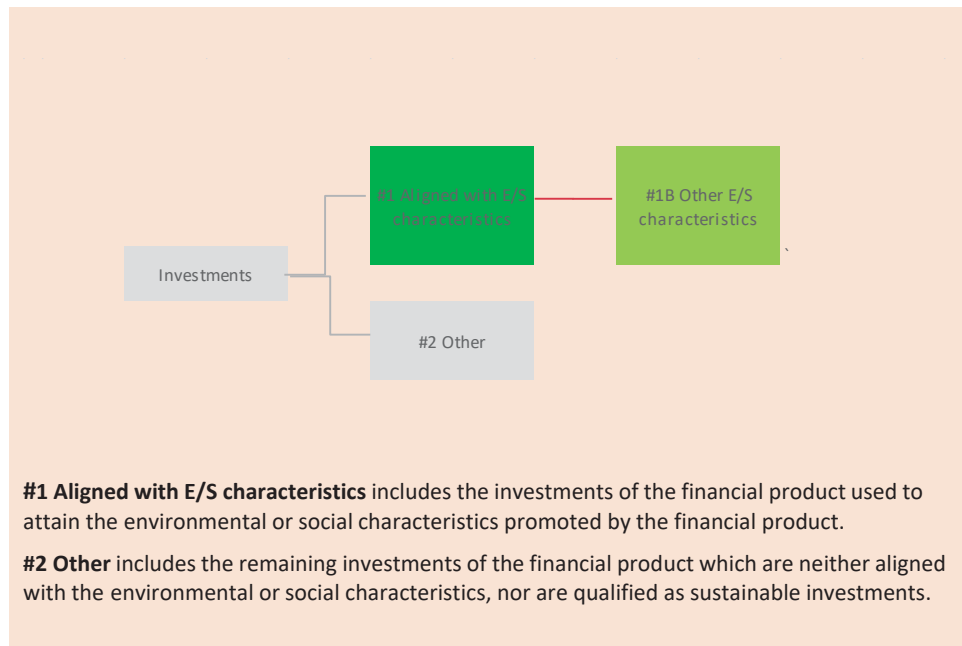 #1 Aligned with E/S
characteristics
#1B Other E/S
characteristics
`
Investments
#2 Other
#1 Aligned with E/S characteristics includes the investments of the financial product used to
attain the environmental or social characteristics promoted by the financial product.
#2 Other includes the remaining investments of the financial product which are neither aligned
with the environmental or social characteristics, nor are qualified as sustainable investments.